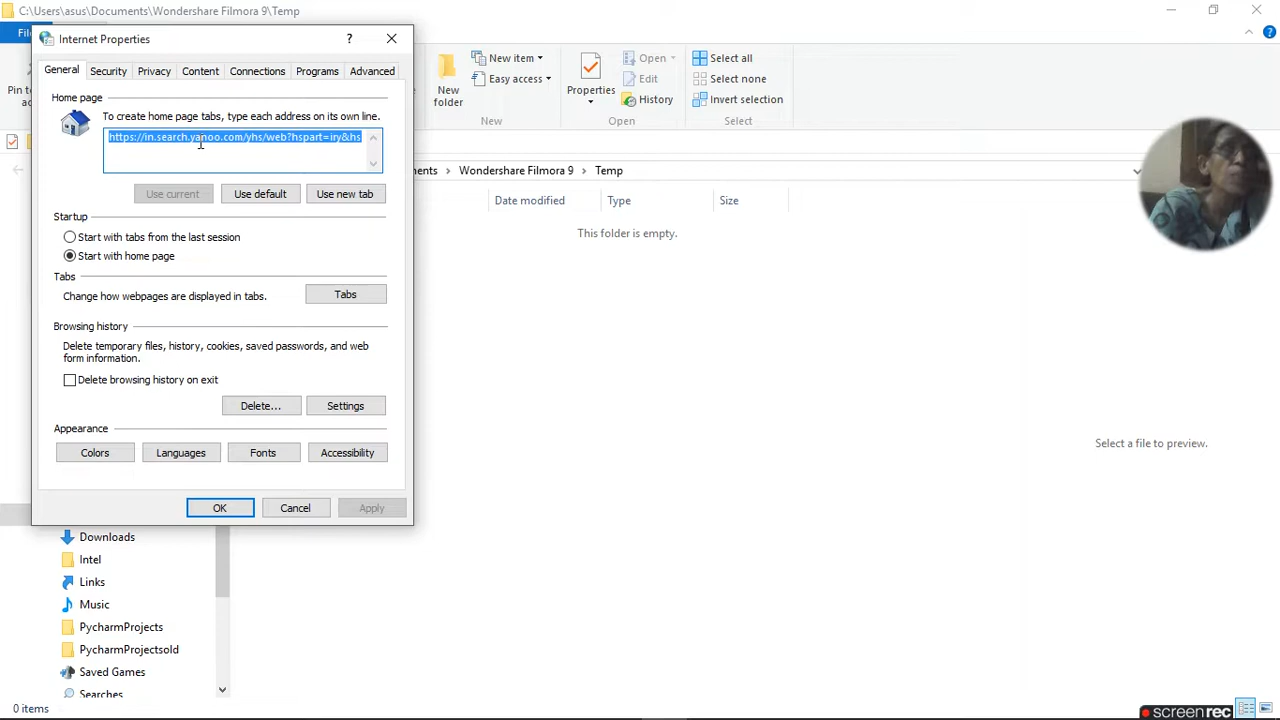 C:\Users\asus\Documents\Wondershare Filmora 9\Temp
Internet Properties
?
General
Security
Privacy
Content
Connections
Programs
Advanced
Home page
To create home page tabs, type each address on its own line.
https://in.search.yahoo.com/yhs/web?hspart=iry&hs
Use current
Use default
Use new tab
Startup
Start with tabs from the last session
Start with home page
Tabs
Change how webpages are displayed in tabs.
Tabs
Browsing history
Delete temporary files, history, cookies, saved passwords, and web
form information.
Delete browsing history on exit
Delete...
Settings
Appearance
Colors
Languages
Fonts
Accessibility
OK
Cancel
Apply
New
folder
New item
Easy access
New
Properties
Open
Edit
History
Open
Select all
Select none
Invert selection
Select
Wondershare Filmora 9
Temp
Date modified
Type
Size
This folder is empty.
Select a file to preview.
Downloads
Intel
Links
Music
PycharmProjects
PycharmProjectsold
Saved Games
Searches
0 items
screenrec